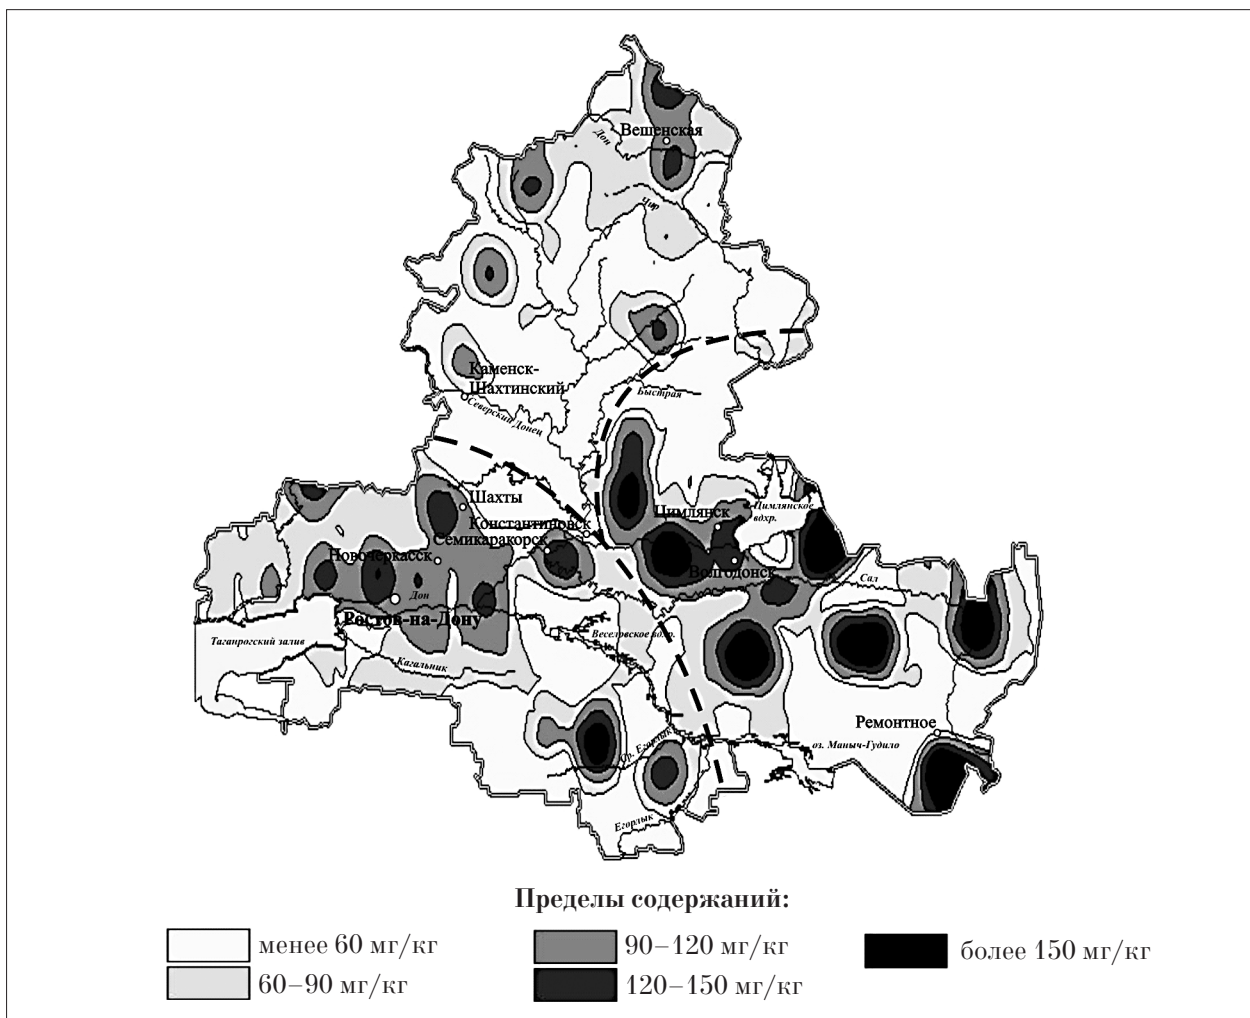 Дон
Вешенская
Чир
Каменск-
Шахтинский
Быстрая
Северский Донец
Шахты
Константиновск
Цимлянск
Цимлянское
вдхр.
Семикаракорск
Новочеркасск
Волгодонск
Сал
Дон
Ростов-на-Дону
Таганрогский залив
Веселовское вдхр.
Кагальник
Ремонтное
оз. Маныч-Гудило
Ср. Егорлык
Егорлык
Пределы содержаний:
менее 60 мг/кг
60–90 мг/кг
90–120 мг/кг
120–150 мг/кг
более 150 мг/кг